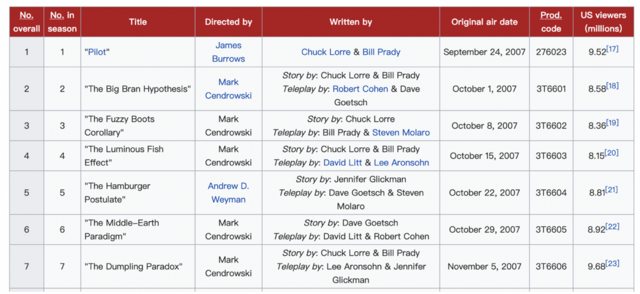 No. overall No. in season Title Directed by Written by Original air date Prod. code US viewers (millions)
1 1 "Pilot" James Burrows Chuck Lorre & Bill Prady September 24, 2007 276023 9.52[17]
2 2 "The Big Bran Hypothesis" Mark Cendrowski Story by: Chuck Lorre & Bill Prady Teleplay by: Robert Cohen & Dave Goetsch October 1, 2007 3T6601 8.58[18]
3 3 "The Fuzzy Boots Corollary" Mark Cendrowski Story by: Chuck Lorre Teleplay by: Bill Prady & Steven Molaro October 8, 2007 3T6602 8.36[19]
4 4 "The Luminous Fish Effect" Mark Cendrowski Story by: Chuck Lorre & Bill Prady Teleplay by: David Litt & Lee Aronsohn October 15, 2007 3T6603 8.15[20]
5 5 "The Hamburger Postulate" Andrew D. Weyman Story by: Jennifer Glickman Teleplay by: Dave Goetsch & Steven Molaro October 22, 2007 3T6604 8.81[21]
6 6 "The Middle-Earth Paradigm" Mark Cendrowski Story by: Dave Goetsch Teleplay by: David Litt & Robert Cohen October 29, 2007 3T6605 8.92[22]
7 7 "The Dumpling Paradox" Mark Cendrowski Story by: Chuck Lorre & Bill Prady Teleplay by: Lee Aronsohn & Jennifer Glickman November 5, 2007 3T6606 9.68[23]